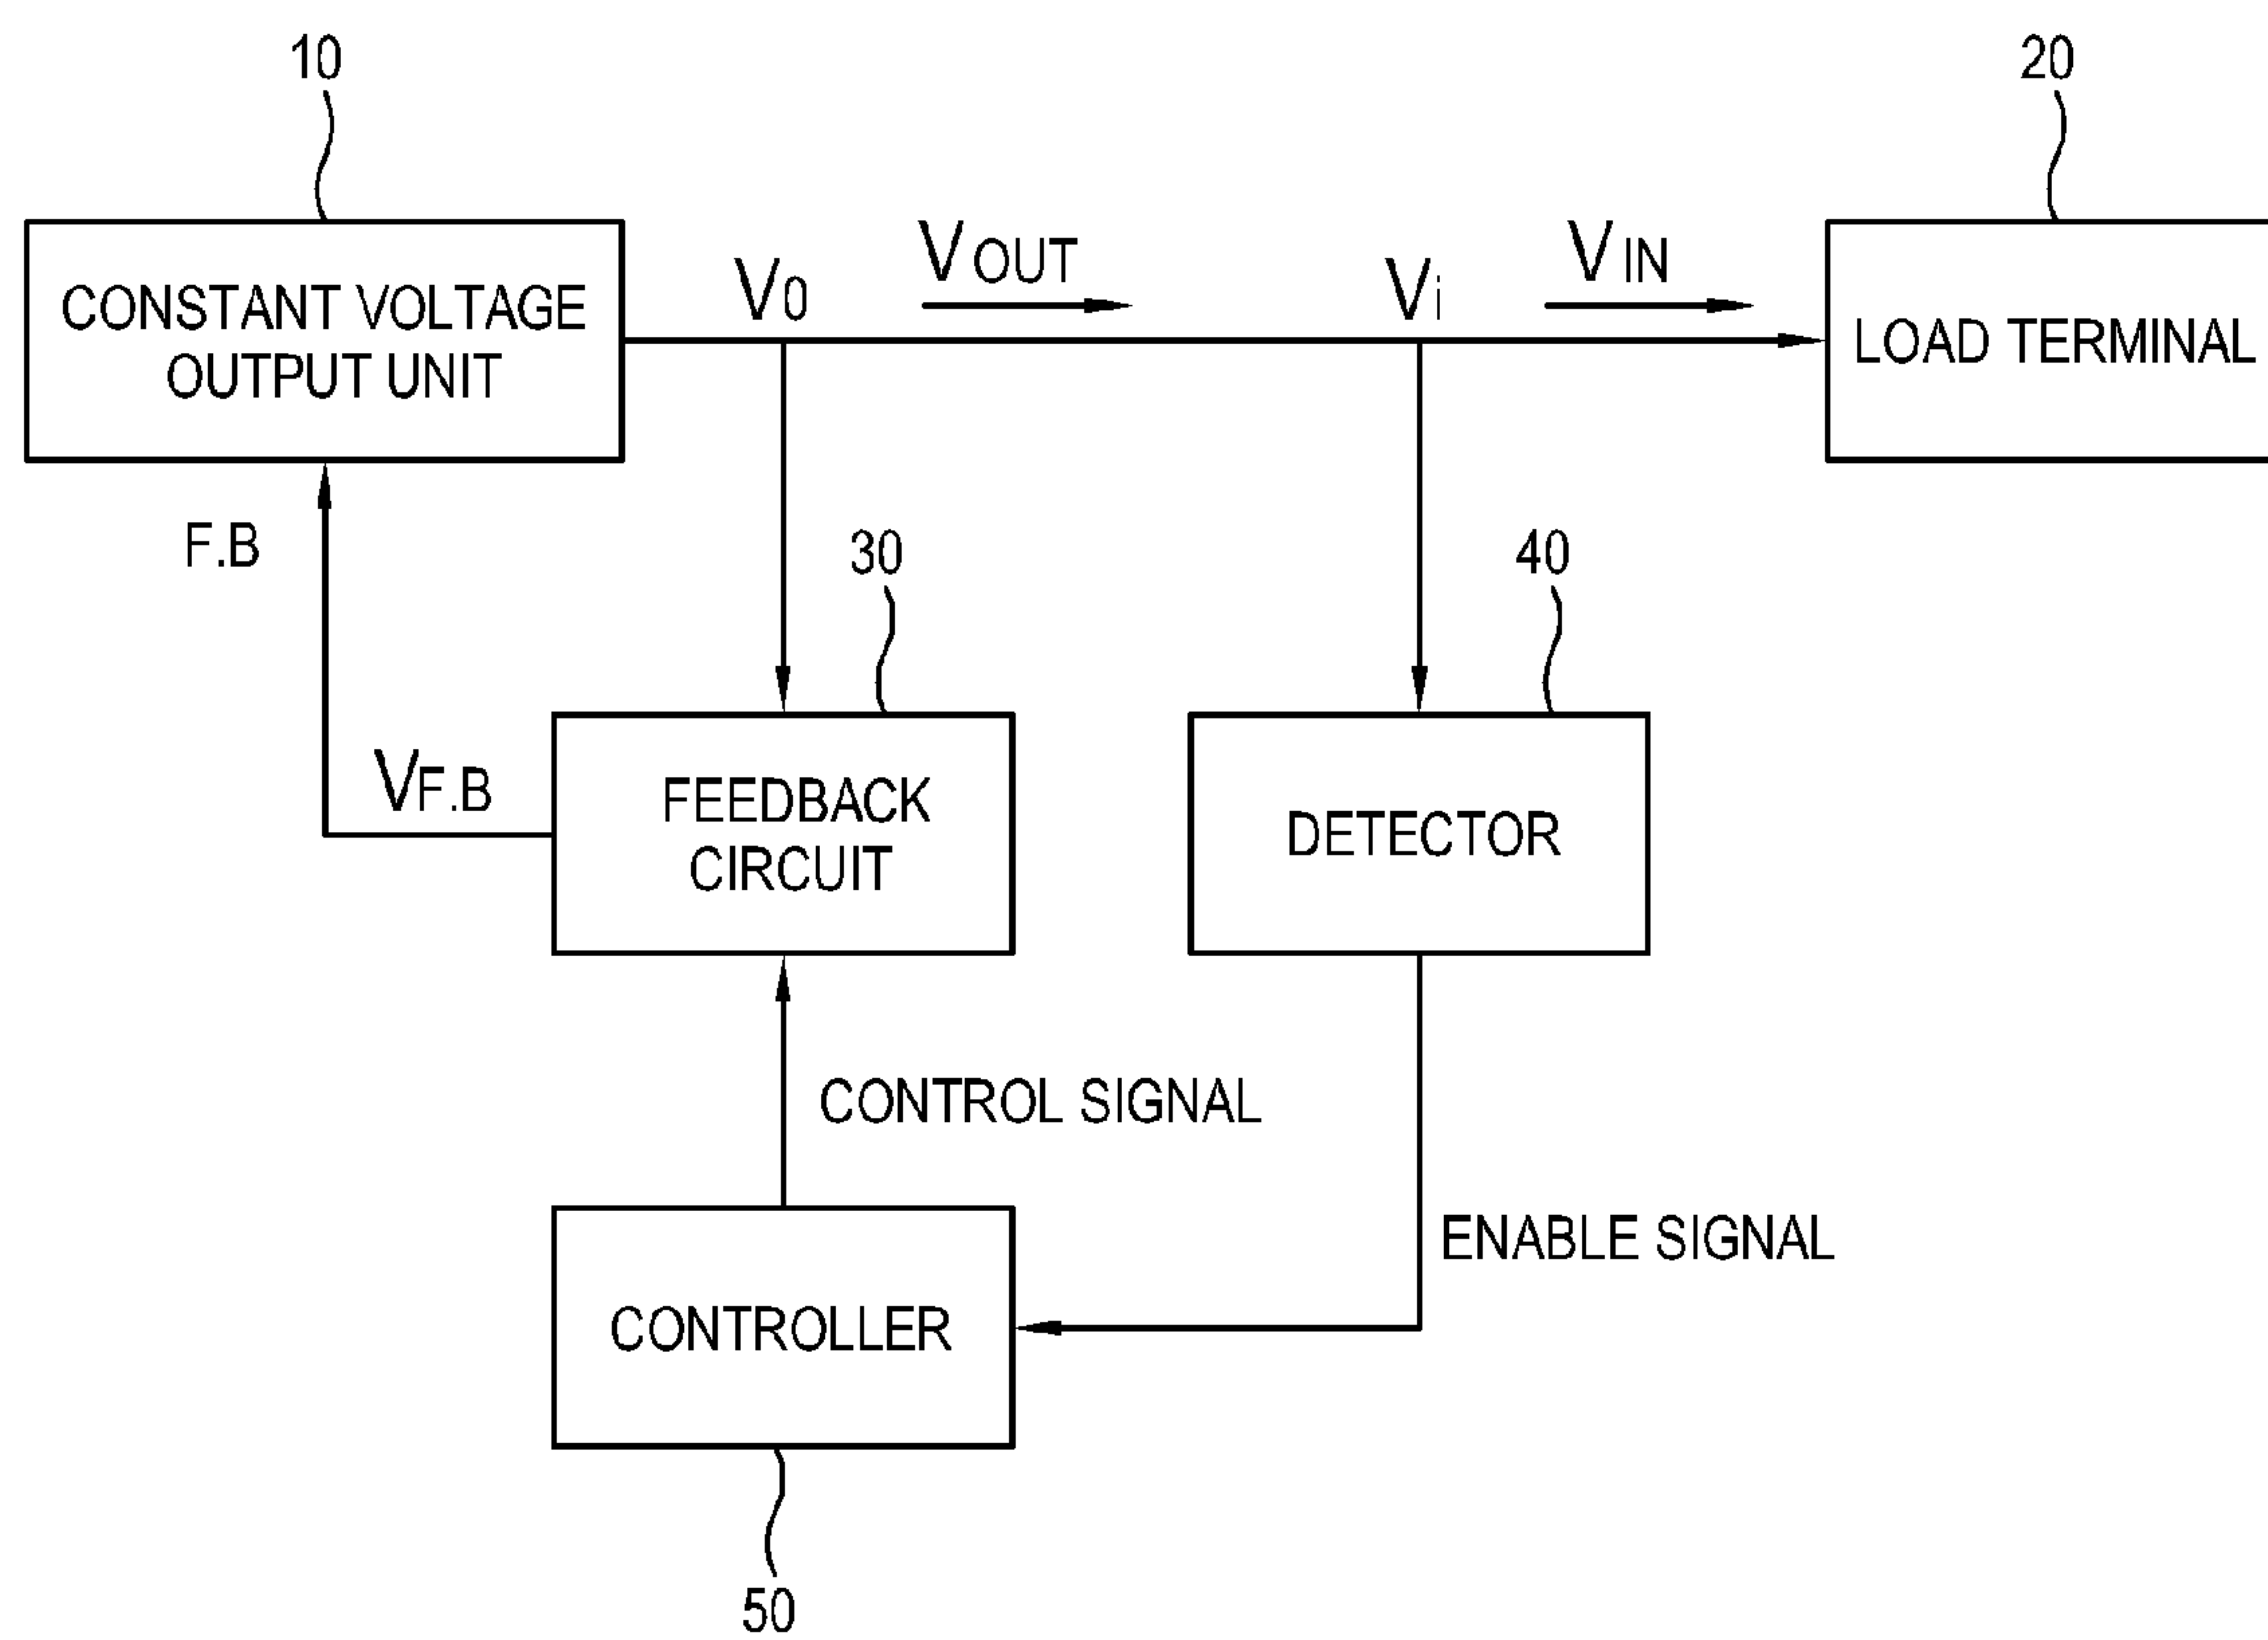 10
20
CONSTANT VOLTAGE
OUTPUT UNIT
V0
VOUT
Vi
VIN
LOAD TERMINAL
F.B
30
40
VF.B
FEEDBACK
CIRCUIT
DETECTOR
CONTROL SIGNAL
ENABLE SIGNAL
CONTROLLER
50